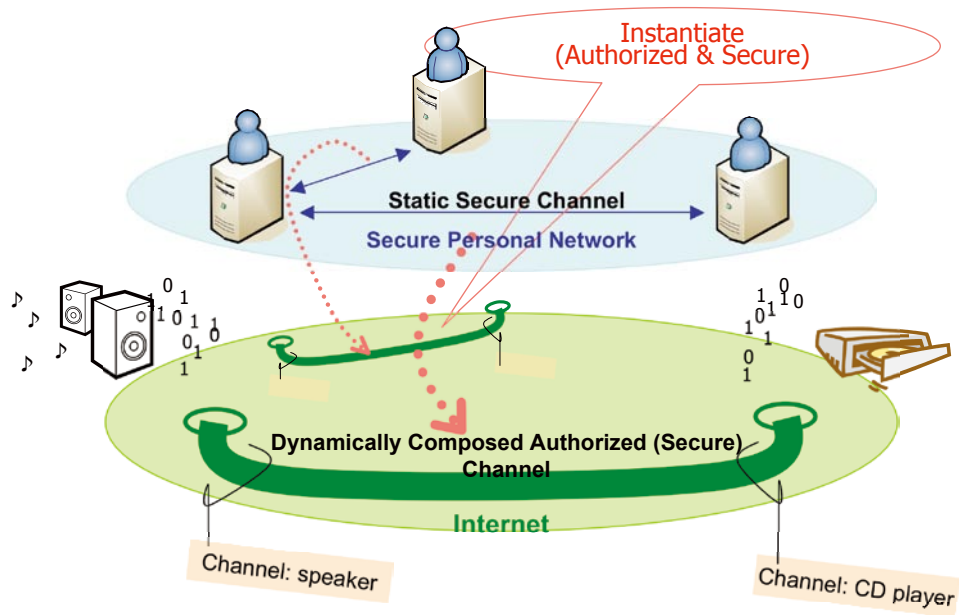 Instantiate
(Authorized & Secure)
Static Secure Channel
Secure Personal Network
Dynamically Composed Authorized (Secure)
Channel
Internet
Channel: speaker
Channel: CD player